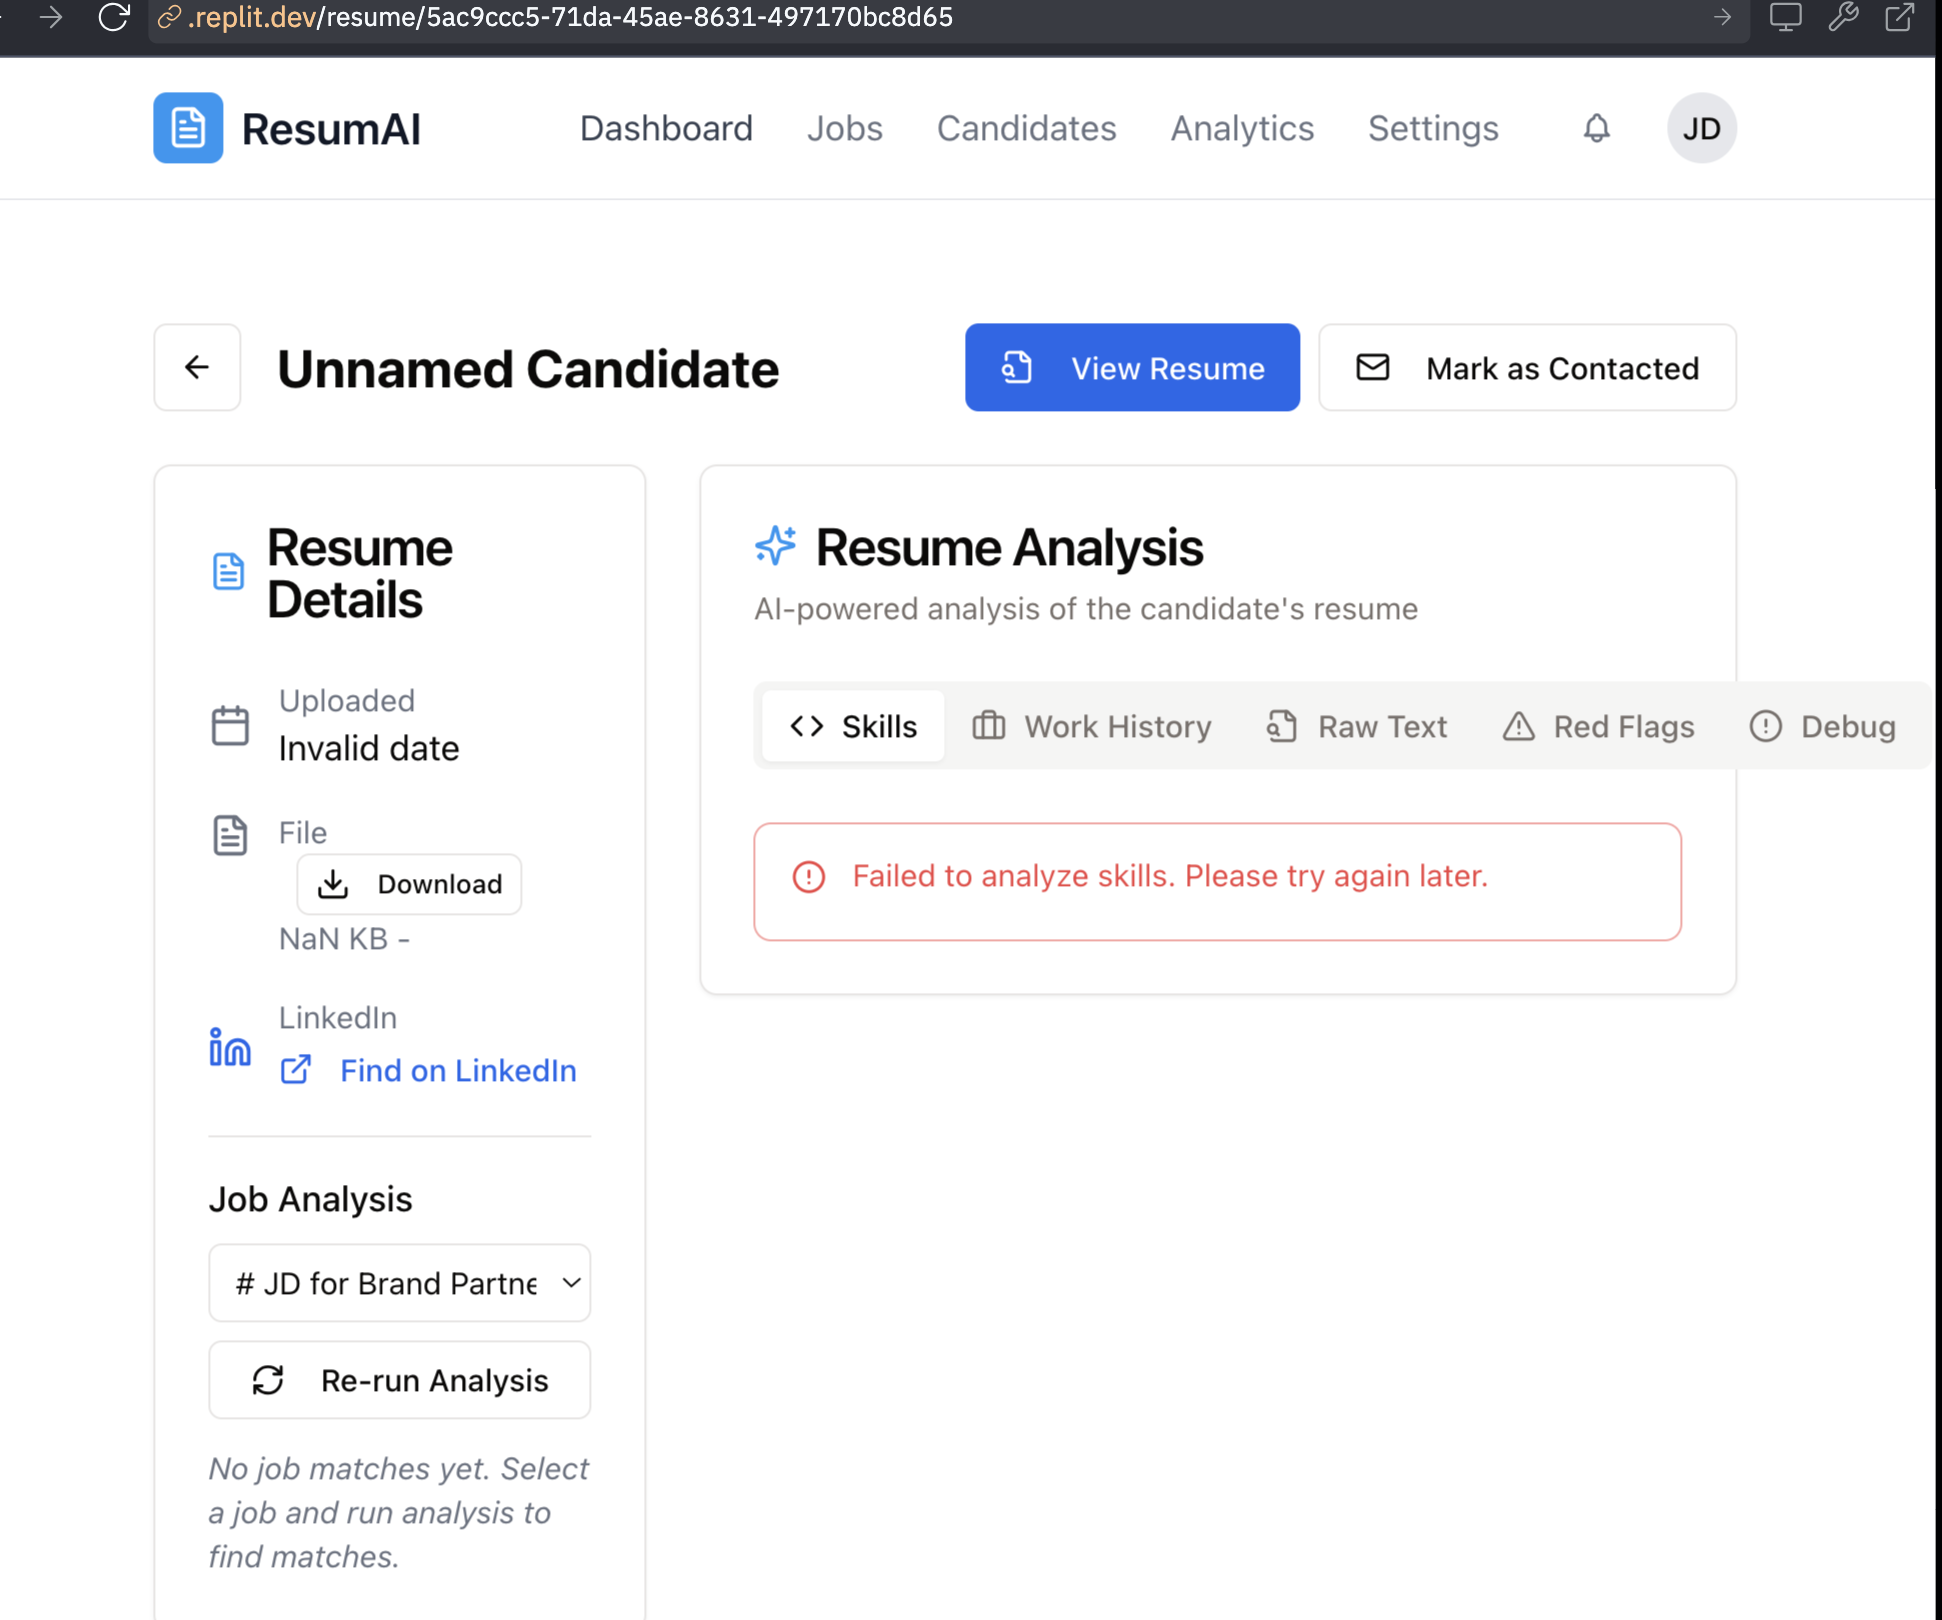 .replit.dev/resume/5ac9ccc5-71da-45ae-8631-497170bc8d65
ResumAI
Dashboard
Jobs
Candidates
Analytics
Settings
JD
Unnamed Candidate
View Resume
Mark as Contacted
Resume
Details
Uploaded
Invalid date
File
Download
NaN KB -
LinkedIn
Find on LinkedIn
Job Analysis
# JD for Brand Partne
Re-run Analysis
No job matches yet. Select
a job and run analysis to
find matches.
Resume Analysis
AI-powered analysis of the candidate's resume
Skills
Work History
Raw Text
Red Flags
Debug
Failed to analyze skills. Please try again later.